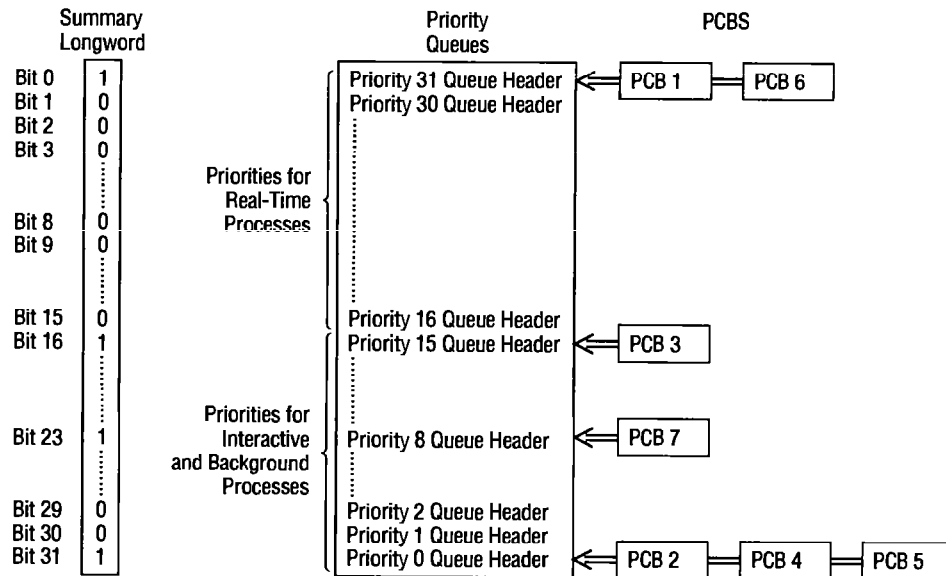 Summary
Longword
Priority
Queues
PCBS
Bit 0 1 Priority 31 Queue Header PCB 1 PCB 6
Bit 1 0 Priority 30 Queue Header
Bit 2 0
Bit 3 0
Priorities for
Real-Time
Processes
Bit 8 0
Bit 9 0
Bit 15 0 Priority 16 Queue Header
Bit 16 1 Priority 15 Queue Header PCB 3
Priorities for
Interactive
and Background
Processes
Bit 23 1 Priority 8 Queue Header PCB 7
Bit 29 0 Priority 2 Queue Header
Bit 30 0 Priority 1 Queue Header
Bit 31 1 Priority 0 Queue Header PCB 2 PCB 4 PCB 5